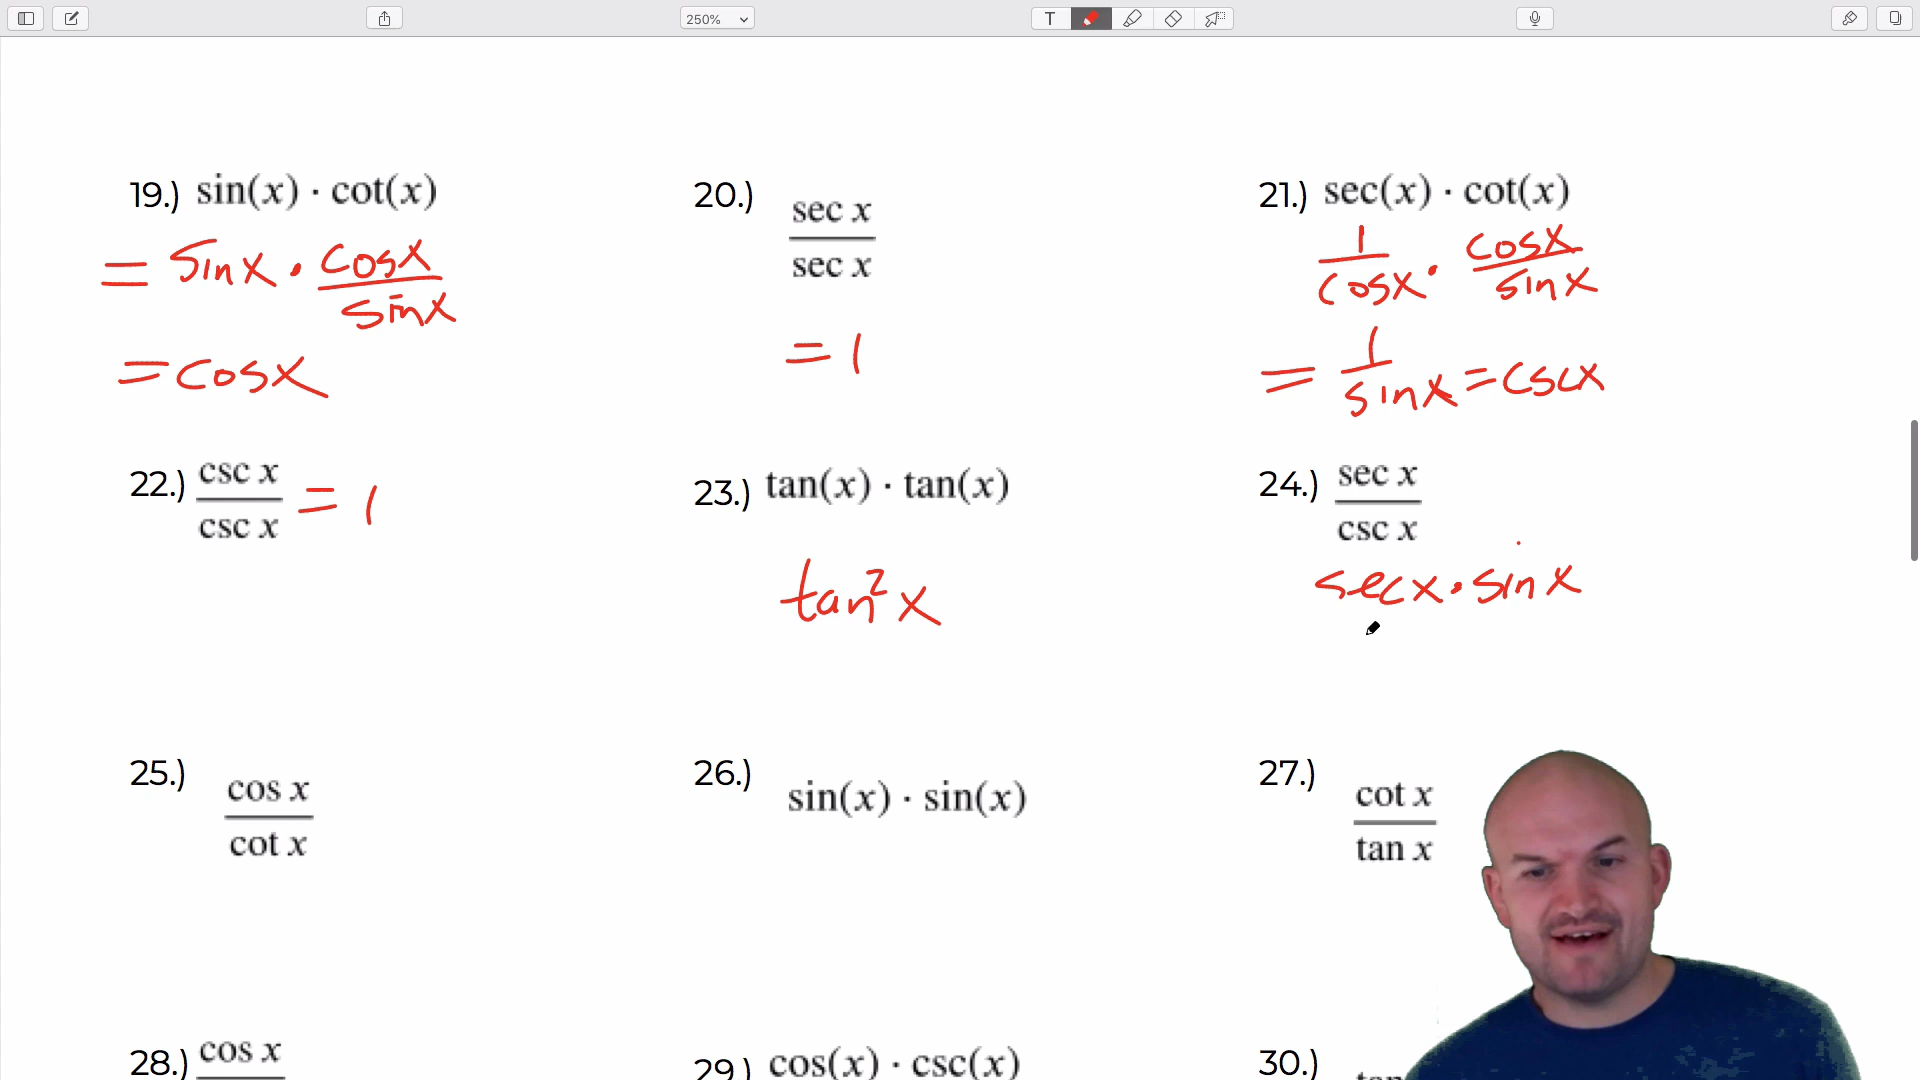 250%
T
19.) sin(x) · cot(x)
= sinx · cosx / sinx
= cosx
20.) sec x / sec x
= 1
21.) sec(x) · cot(x)
1 / cosx · cosx / sinx
= 1 / sinx = cscx
22.) csc x / csc x = 1
23.) tan(x) · tan(x)
tan² x
24.) sec x / csc x
secx · sinx
25.) cos x / cot x
26.) sin(x) · sin(x)
27.) cot x / tan x
28.) cos x
29.) cos(x) · csc(x)
30.)